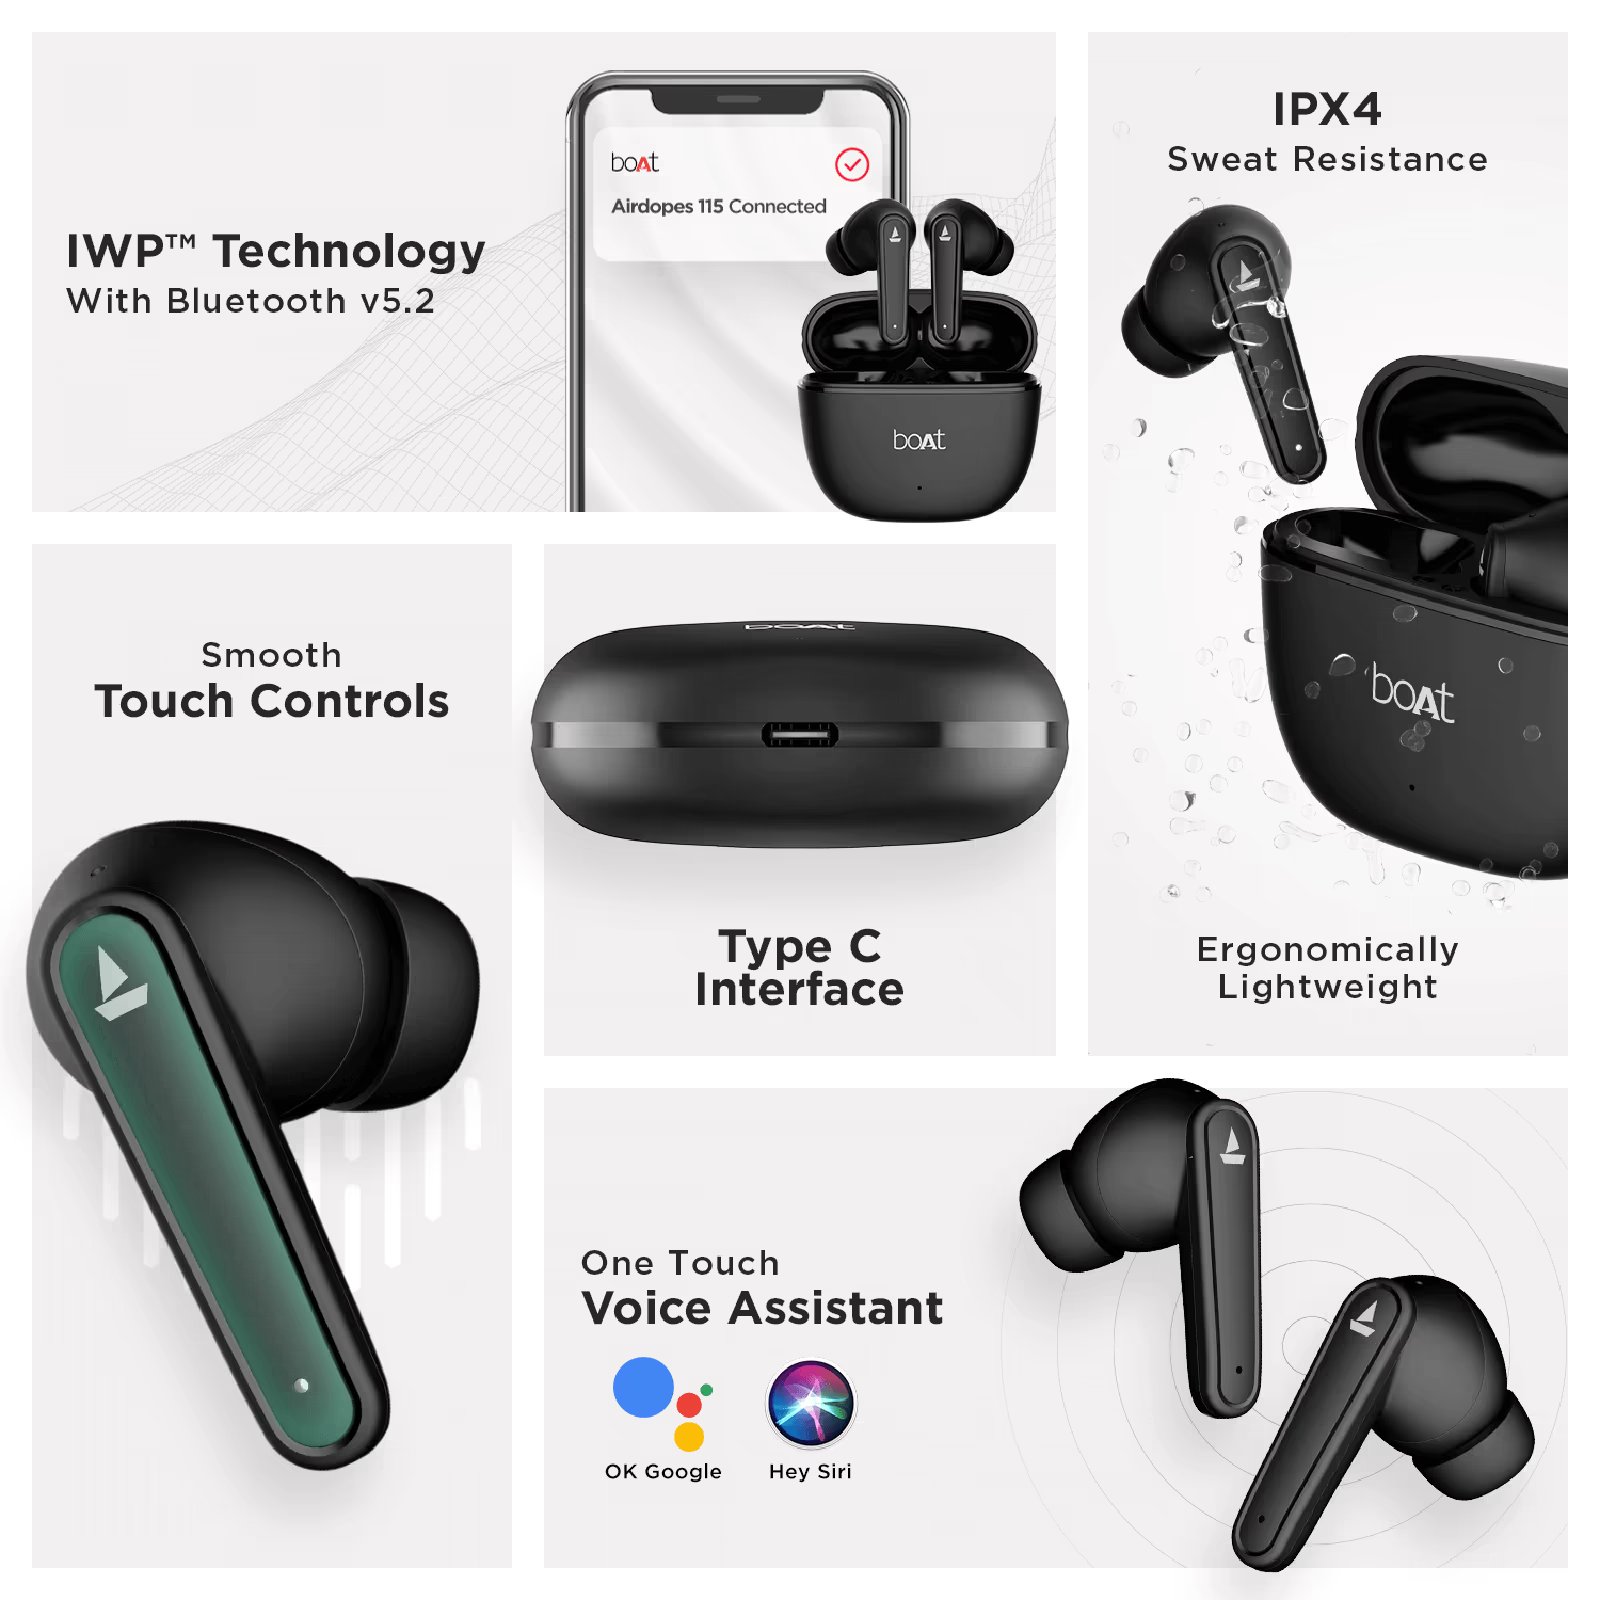 IWP™ Technology
With Bluetooth v5.2
boAt
Airdopes 115 Connected
boAt
IPX4
Sweat Resistance
boAt
Ergonomically
Lightweight
Smooth
Touch Controls
boAt
Type C
Interface
One Touch
Voice Assistant
OK Google
Hey Siri